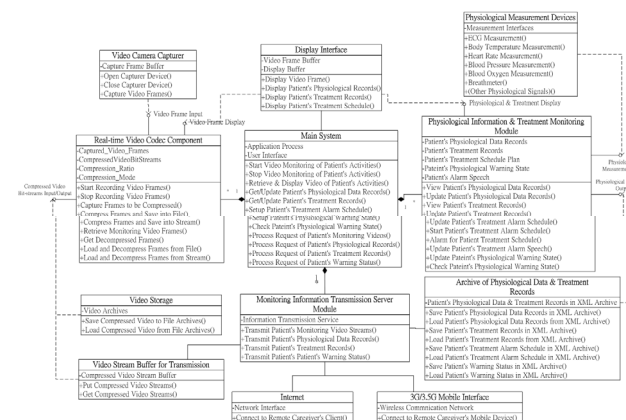 Video Camera Capturer
-Capture Frame Buffer
+Open Capturer Device()
+Close Capturer Device()
+Capture Video Frames()
Display Interface
-Video Frame Buffer
-Display Buffer
+Display Video Frame()
+Display Patient's Physiological Records()
+Display Patient's Treatment Records()
+Display Patient's Treatment Schedule()
Physiological Measurement Devices
-Measurement Interfaces
+ECG Measurement()
+Body Temperature Measurement()
+Heart Rate Measurement()
+Blood Pressure Measurement()
+Blood Oxygen Measurement()
+Breathmeter()
+(Other Physiological Signals)()
Video Frame Input
Video Frame Display
Physiological & Treatment Display
Real-time Video Codec Component
-Captured_Video_Frames
-CompressedVideoBitStreams
-Compression_Ratio
-Compression_Mode
+Start Recording Video Frames()
+Stop Recording Video Frames()
+Capture Frames to be Compressed()
+Compress Frames and Save into File()
+Compress Frames and Save into Stream()
+Retrieve Monitoring Video Frames()
+Get Decompressed Frames()
+Load and Decompress Frames from File()
+Load and Decompress Frames from Stream()
Main System
-Application Process
-User Interface
+Start Video Monitoring of Patient's Activities()
+Stop Video Monitoring of Patient's Activities()
+Retrieve & Display Video of Patient's Activities()
+Get/Update Patient's Physiological Data Records()
+Get/Update Patient's Treatment Records()
+Setup Patient's Treatment Alarm Schedule()
+Setup Patient's Physiological Warning State()
+Check Pateint's Physiological Warning State()
+Process Request of Patient's Monitoring Videos()
+Process Request of Patient's Physiological Records()
+Process Request of Patient's Treatment Records()
+Process Request of Patient's Warning Status()
Physiological Information & Treatment Monitoring
Module
-Patient's Physiological Data Records
-Patient's Treatment Records
-Patient's Treatment Schedule Plan
-Patient's Physiological Warning State
-Patient's Alarm Speech
+View Patient's Physiological Data Records()
+Update Patient's Physiological Data Records()
+View Patient's Treatment Records()
+Update Patient's Treatment Records()
+Update Patient's Treatment Alarm Schedule()
+Start Patient's Treatment Alarm Schedule()
+Alarm for Patient Treatment Schedule()
+Update Patient's Treatment Alarm Speech()
+Update Pateint's Physiological Warning State()
+Check Pateint's Physiological Warning State()
Compressed Video
Bit-streams Input/Output
Video Storage
-Video Archives
+Save Compressed Video to File Archives()
+Load Compressed Video from File Archives()
Video Stream Buffer for Transmission
-Compressed Video Stream Buffer
+Put Compressed Video Streams()
+Get Compressed Video Streams()
Monitoring Information Transmission Server
Module
-Information Transmission Service
+Transmit Patient's Monitoring Video Streams()
+Transmit Patient's Physiological Data Records()
+Transmit Patient's Treatment Records()
+Transmit Patient's Patient's Warning Status()
Archive of Physiological Data & Treatment
Records
-Patient's Physiological Data & Treatment Records in XML Archive
+Save Patient's Physiological Data Records in XML Archive()
+Load Patient's Physiological Data Records from XML Archive()
+Save Patient's Treatment Records in XML Archive()
+Load Patient's Treatment Records from XML Archive()
+Save Patient's Treatment Alarm Schedule in XML Archive()
+Load Patient's Treatment Alarm Schedule in XML Archive()
+Save Patient's Warning Status in XML Archive()
+Load Patient's Warning Status in XML Archive()
Internet
-Network Interface
+Connect to Remote Caregiver's Client()
3G/3.5G Mobile Interface
-Wireless Commnication Network
+Connect to Remote Caregiver's Mobile Device()